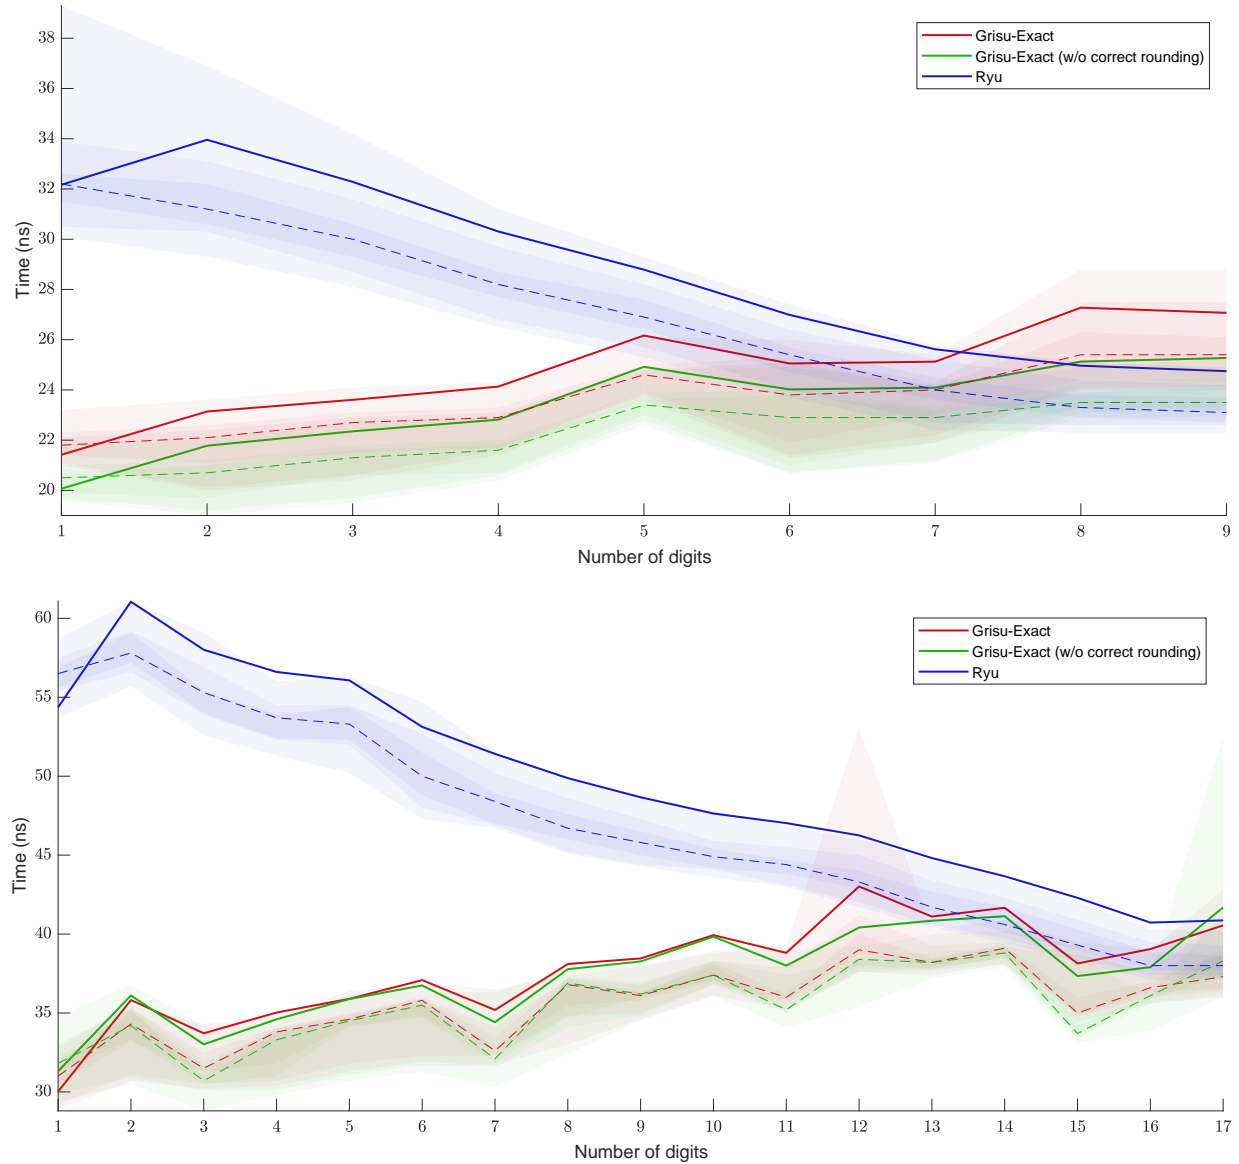 38
36
34
32
30
28
26
24
22
20
Time (ns)
Grisu-Exact
Grisu-Exact (w/o correct rounding)
Ryu
1 2 3 4 5 6 7 8 9
Number of digits
60
55
50
45
40
35
30
Time (ns)
Grisu-Exact
Grisu-Exact (w/o correct rounding)
Ryu
1 2 3 4 5 6 7 8 9 10 11 12 13 14 15 16 17
Number of digits